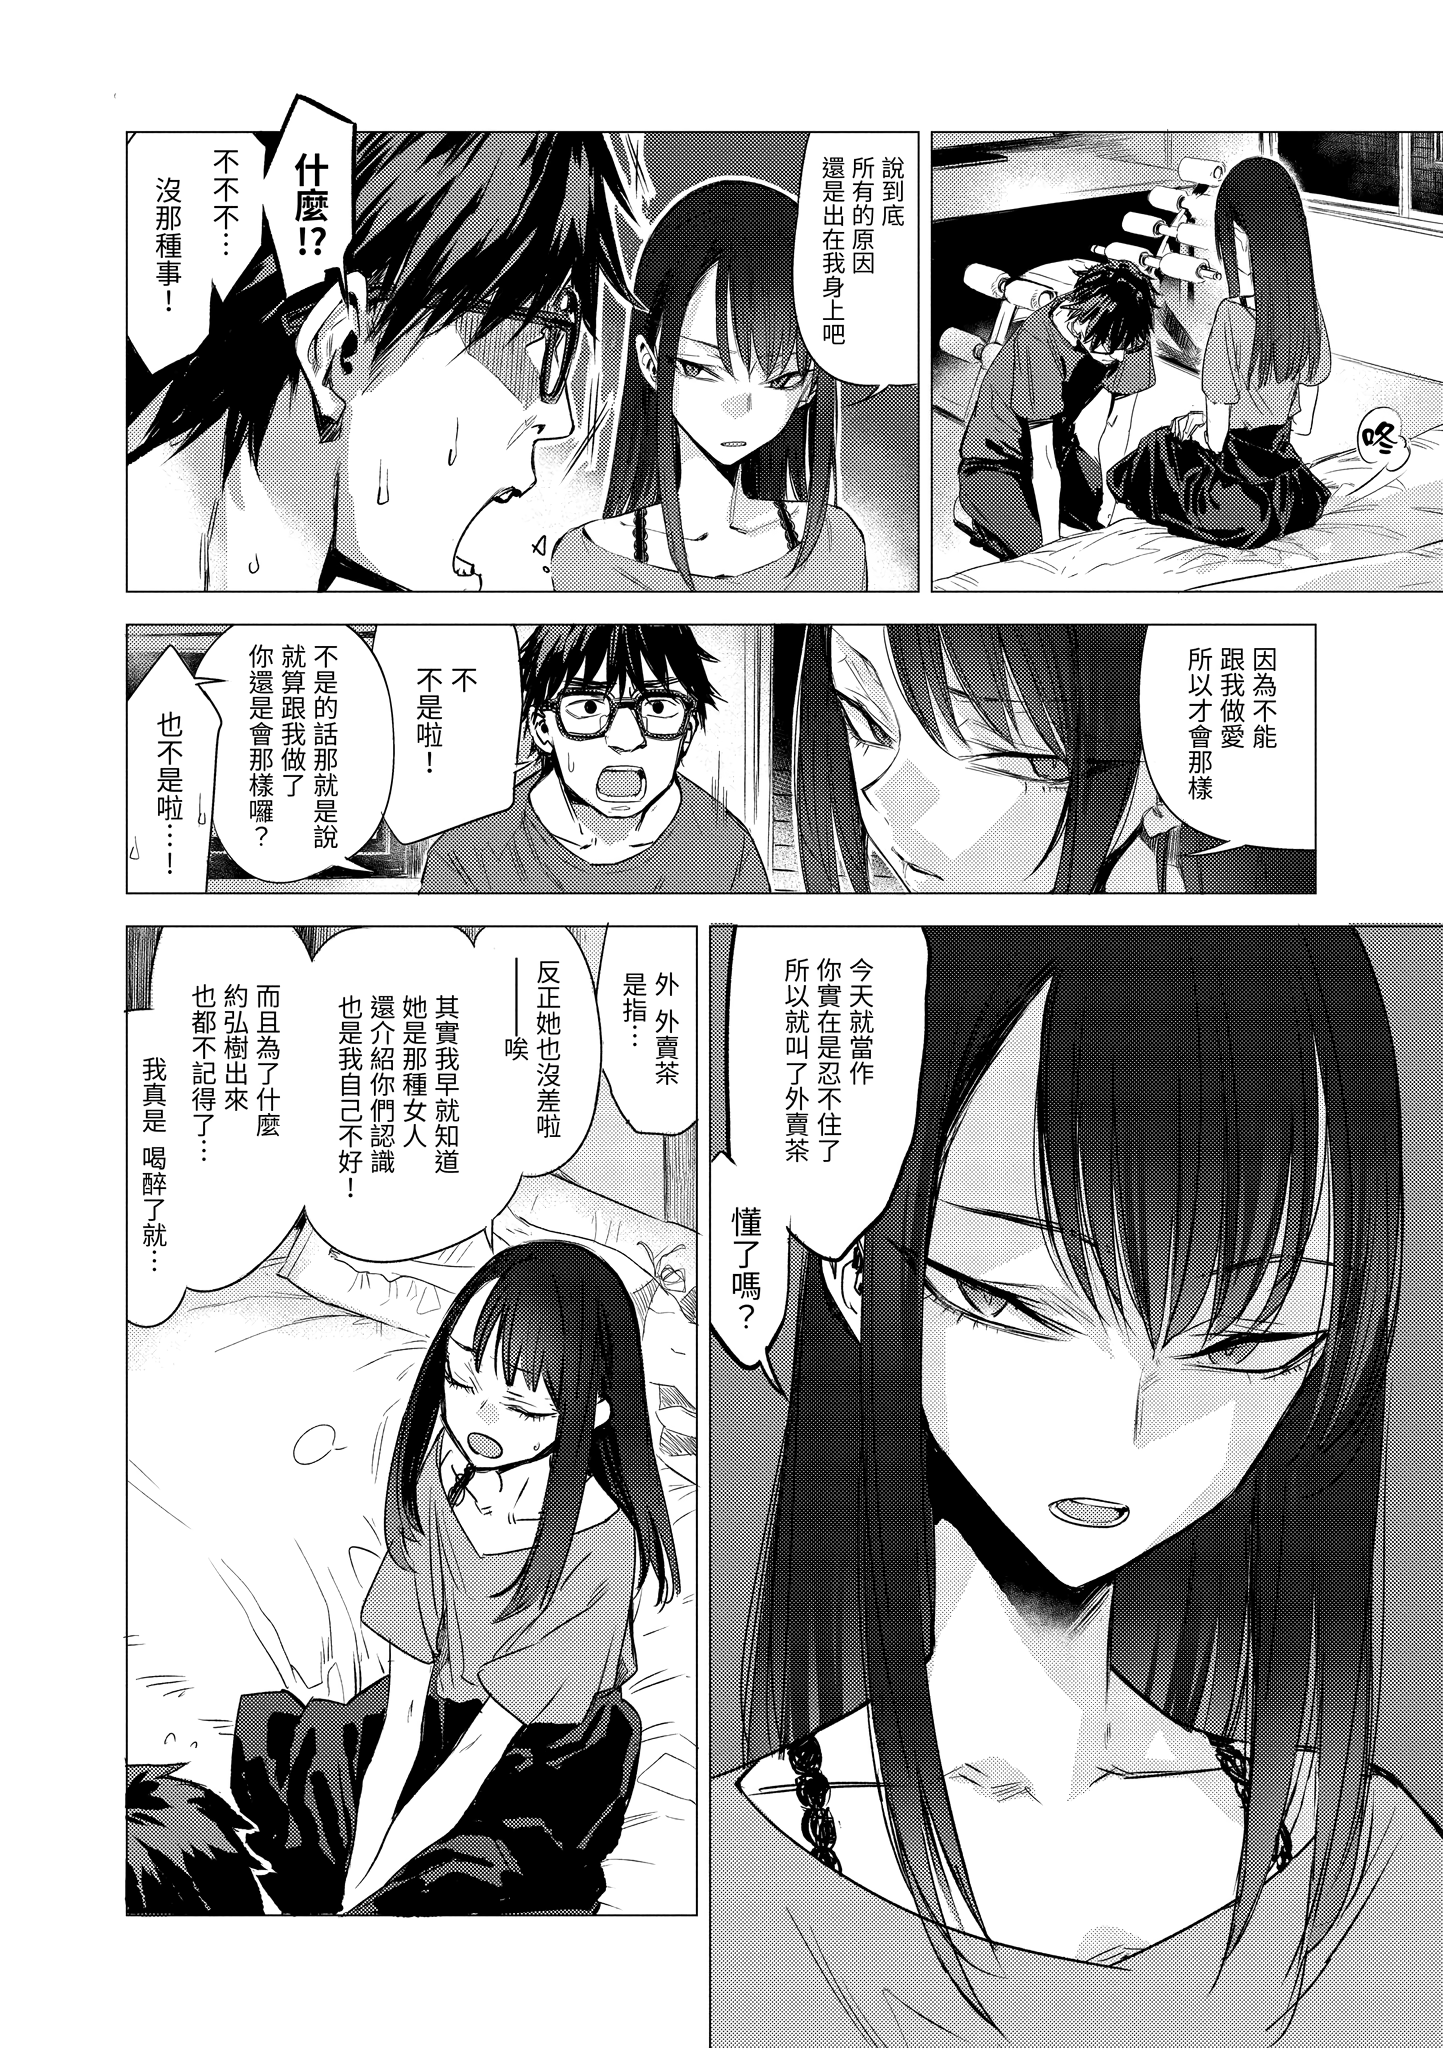 咚
說到底
所有的原因
還是出在我身上吧
什麼!?
不不不…
沒那種事！
因為不能
跟我做愛
所以才會那樣
不
不是啦！
不是的話那就是說
就算跟我做了
你還是會那樣囉？
也不是啦…！
今天就當作
你實在是忍不住了
所以就叫了外賣茶
懂了嗎？
外 外賣茶
是指…
反正她也沒差啦
——唉
其實我早就知道
她是那種女人
還介紹你們認識
也是我自己不好！
而且為了什麼
約弘樹出來
也都不記得了…
我真是 喝醉了就…